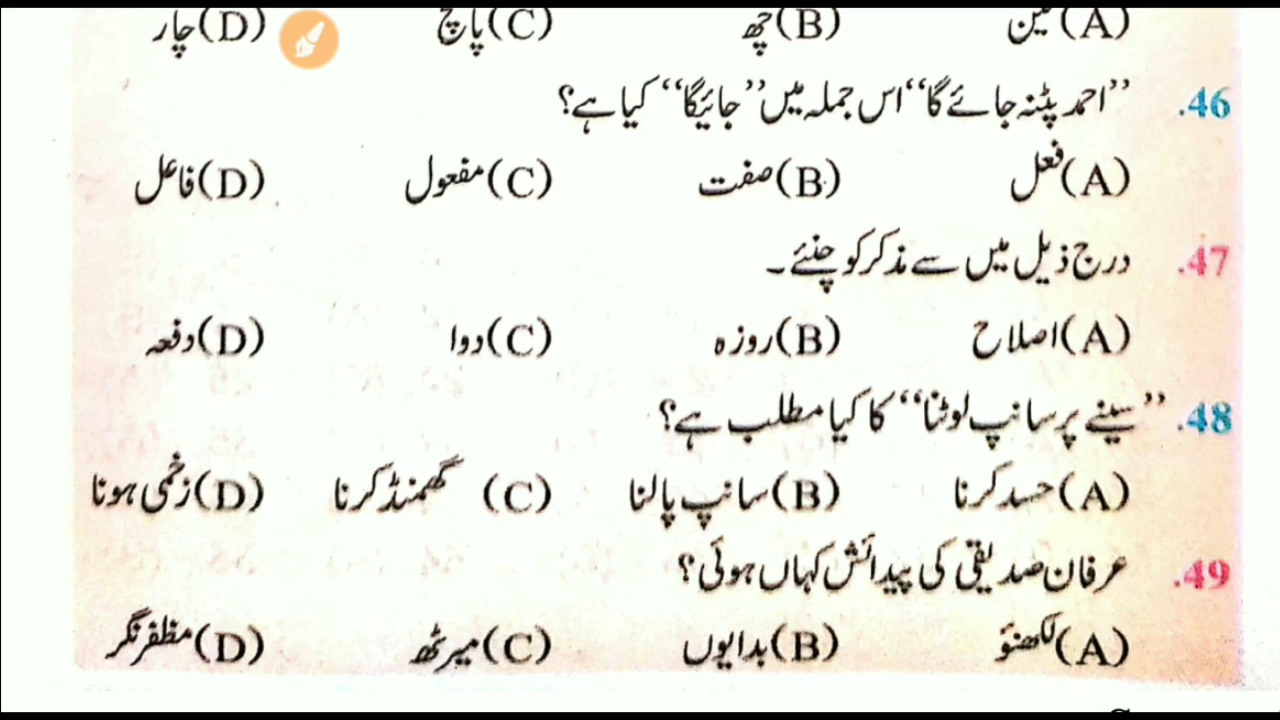 (A) تین (B) چھ (C) پانچ (D) چار
46. ’’احمد پٹنہ جائے گا‘‘ اس جملہ میں ’’جائیگا‘‘ کیا ہے؟
(A) فعل (B) صفت (C) مفعول (D) فاعل
47. درج ذیل میں سے مذکر کو چنئے۔
(A) اصلاح (B) روزہ (C) دوا (D) دفعہ
48. ’’سینے پر سانپ لوٹنا‘‘ کا کیا مطلب ہے؟
(A) حسد کرنا (B) سانپ پالنا (C) گھمنڈ کرنا (D) زخمی ہونا
49. عرفان صدیقی کی پیدائش کہاں ہوئی؟
(A) لکھنؤ (B) بدایوں (C) میرٹھ (D) مظفر نگر